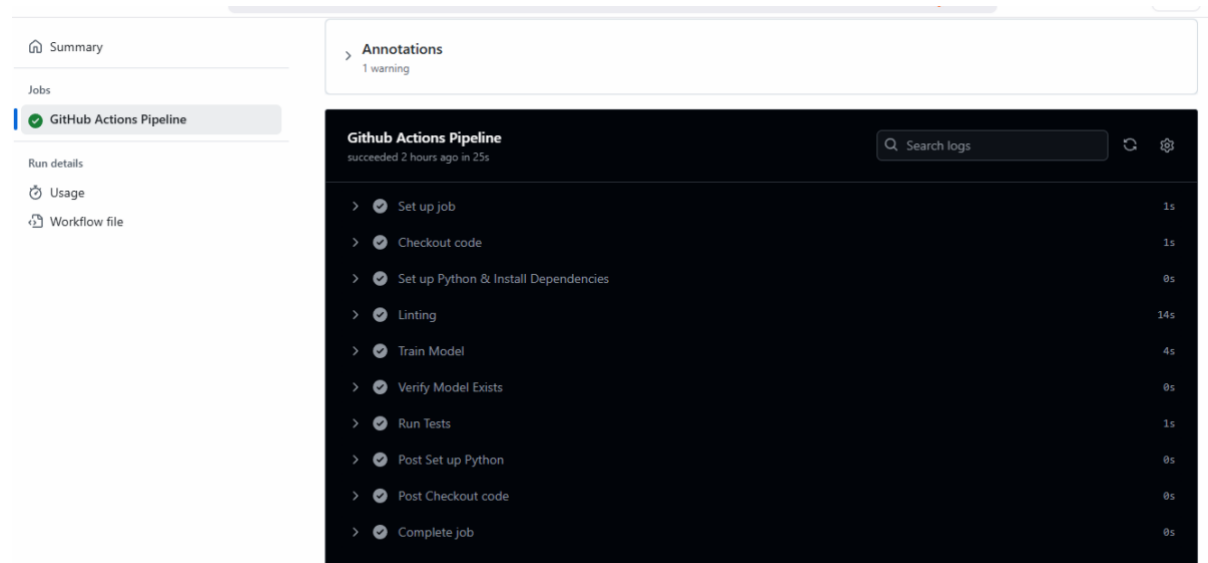 Summary
Jobs
GitHub Actions Pipeline
Run details
Usage
Workflow file
Annotations
1 warning
Github Actions Pipeline
succeeded 2 hours ago in 25s
Search logs
Set up job 1s
Checkout code 1s
Set up Python & Install Dependencies 0s
Linting 14s
Train Model 4s
Verify Model Exists 0s
Run Tests 1s
Post Set up Python 0s
Post Checkout code 0s
Complete job 0s